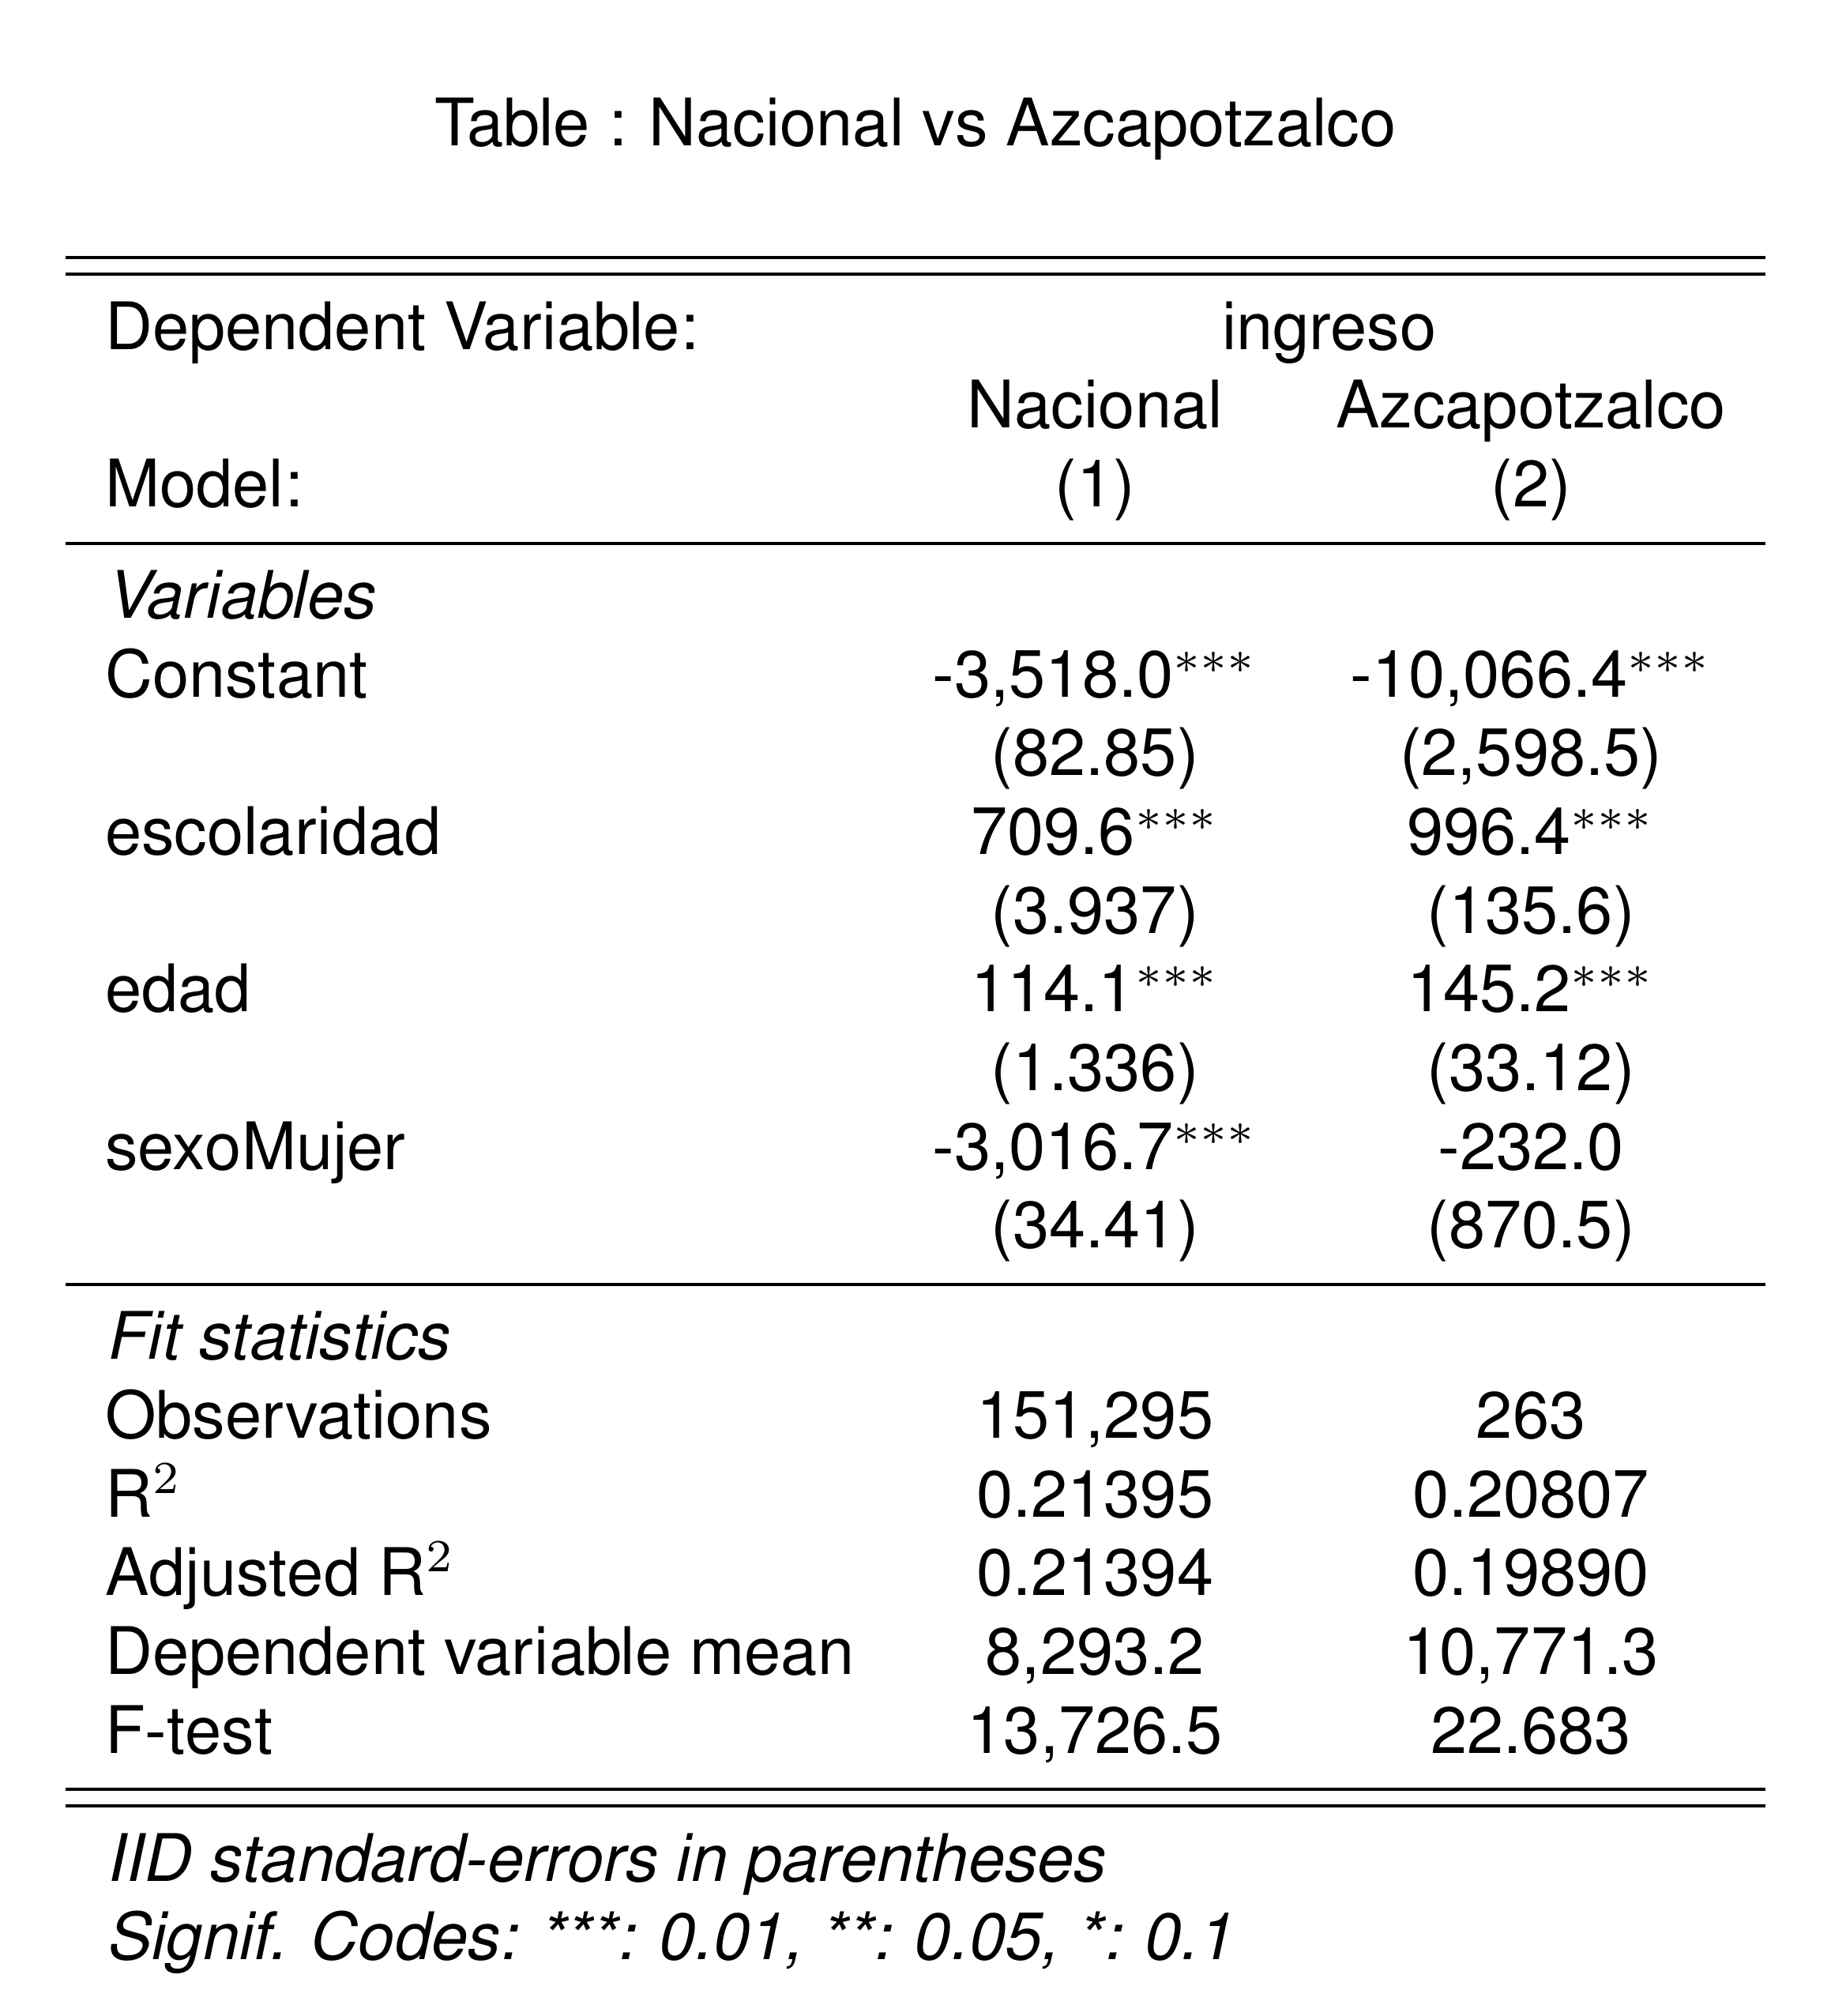 Table : Nacional vs Azcapotzalco
Dependent Variable: ingreso
Nacional Azcapotzalco
Model: (1) (2)
Variables
Constant -3,518.0*** -10,066.4***
(82.85) (2,598.5)
escolaridad 709.6*** 996.4***
(3.937) (135.6)
edad 114.1*** 145.2***
(1.336) (33.12)
sexoMujer -3,016.7*** -232.0
(34.41) (870.5)
Fit statistics
Observations 151,295 263
R² 0.21395 0.20807
Adjusted R² 0.21394 0.19890
Dependent variable mean 8,293.2 10,771.3
F-test 13,726.5 22.683
IID standard-errors in parentheses
Signif. Codes: ***: 0.01, **: 0.05, *: 0.1